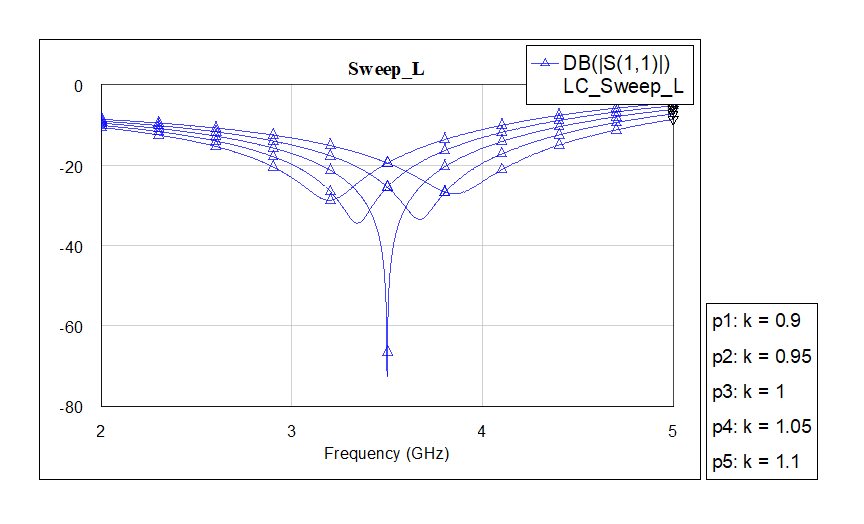 Sweep_L
DB(|S(1,1)|)
LC_Sweep_L
0
-20
-40
-60
-80
2
3
4
5
Frequency (GHz)
p1: k = 0.9
p2: k = 0.95
p3: k = 1
p4: k = 1.05
p5: k = 1.1